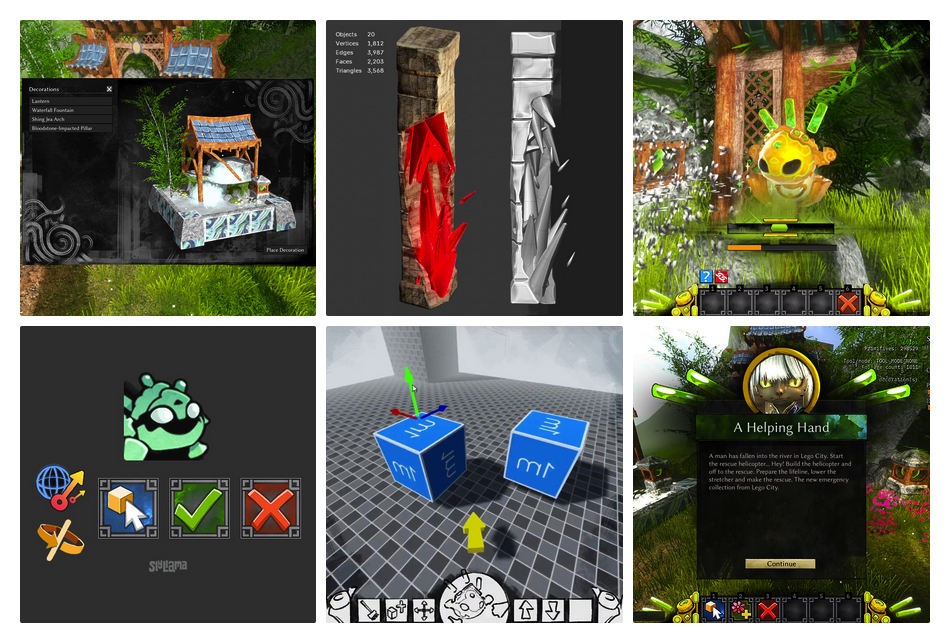 Decorations
Lantern
Waterfall Fountain
Shing Jea Arch
Bloodstone-Impacted Pillar
Place Decoration
Objects 20
Vertices 1,812
Edges 3,987
Faces 2,203
Triangles 3,568
?
1m
1m
1m
1m
A Helping Hand
A man has fallen into the river in Lego City. Start
the rescue helicopter... Hey! Build the helicopter and
off to the rescue. Prepare the lifeline, lower the
stretcher and make the rescue. The new emergency
collection from Lego City.
Continue